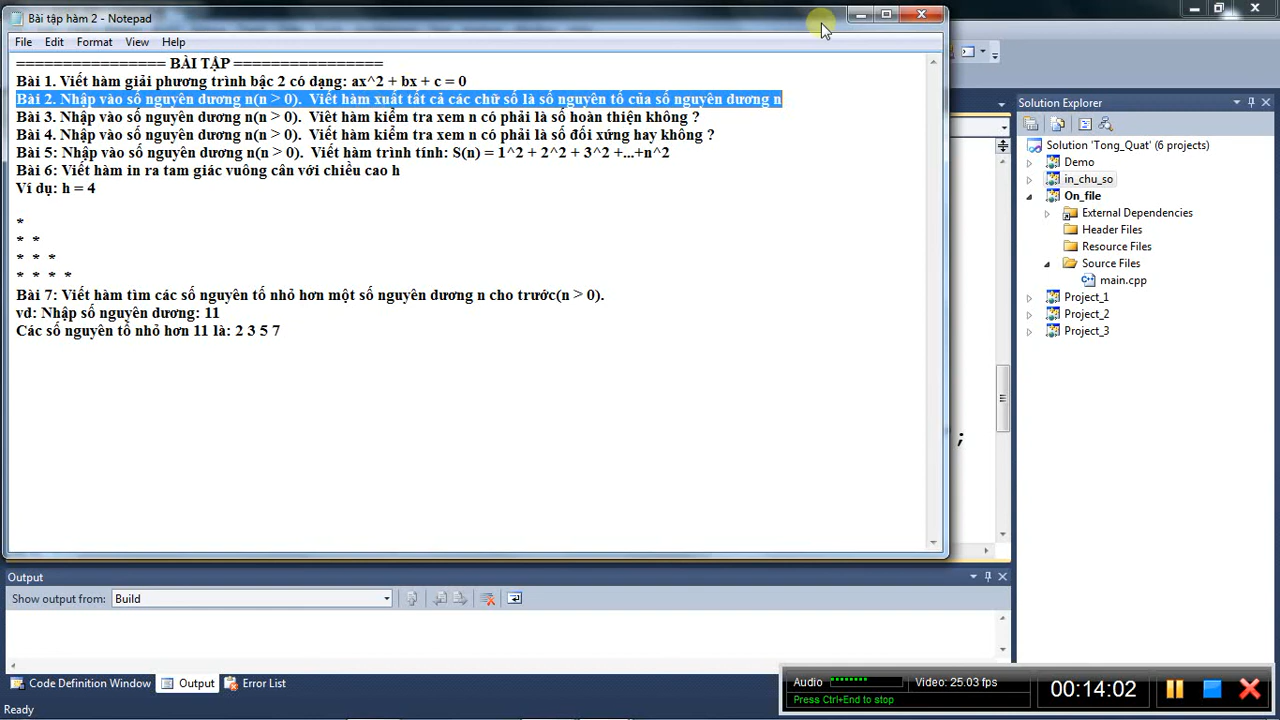 Bài tập hàm 2 - Notepad
File Edit Format View Help
================ BÀI TẬP ================
Bài 1. Viết hàm giải phương trình bậc 2 có dạng: ax^2 + bx + c = 0
Bài 2. Nhập vào số nguyên dương n(n > 0). Viết hàm xuất tất cả các chữ số là số nguyên tố của số nguyên dương n
Bài 3. Nhập vào số nguyên dương n(n > 0). Viêt hàm kiểm tra xem n có phải là số hoàn thiện không ?
Bài 4. Nhập vào số nguyên dương n(n > 0). Viết hàm kiểm tra xem n có phải là số đối xứng hay không ?
Bài 5: Nhập vào số nguyên dương n(n > 0). Viết hàm trình tính: S(n) = 1^2 + 2^2 + 3^2 +...+n^2
Bài 6: Viết hàm in ra tam giác vuông cân với chiều cao h
Ví dụ: h = 4
*
* *
* * *
* * * *
Bài 7: Viết hàm tìm các số nguyên tố nhỏ hơn một số nguyên dương n cho trước(n > 0).
vd: Nhập số nguyên dương: 11
Các số nguyên tố nhỏ hơn 11 là: 2 3 5 7
;
Solution Explorer
Solution 'Tong_Quat' (6 projects)
Demo
in_chu_so
On_file
External Dependencies
Header Files
Resource Files
Source Files
main.cpp
Project_1
Project_2
Project_3
Output
Show output from: Build
Code Definition Window Output Error List
Ready
Audio Video: 25.03 fps
Press Ctrl+End to stop
00:14:02